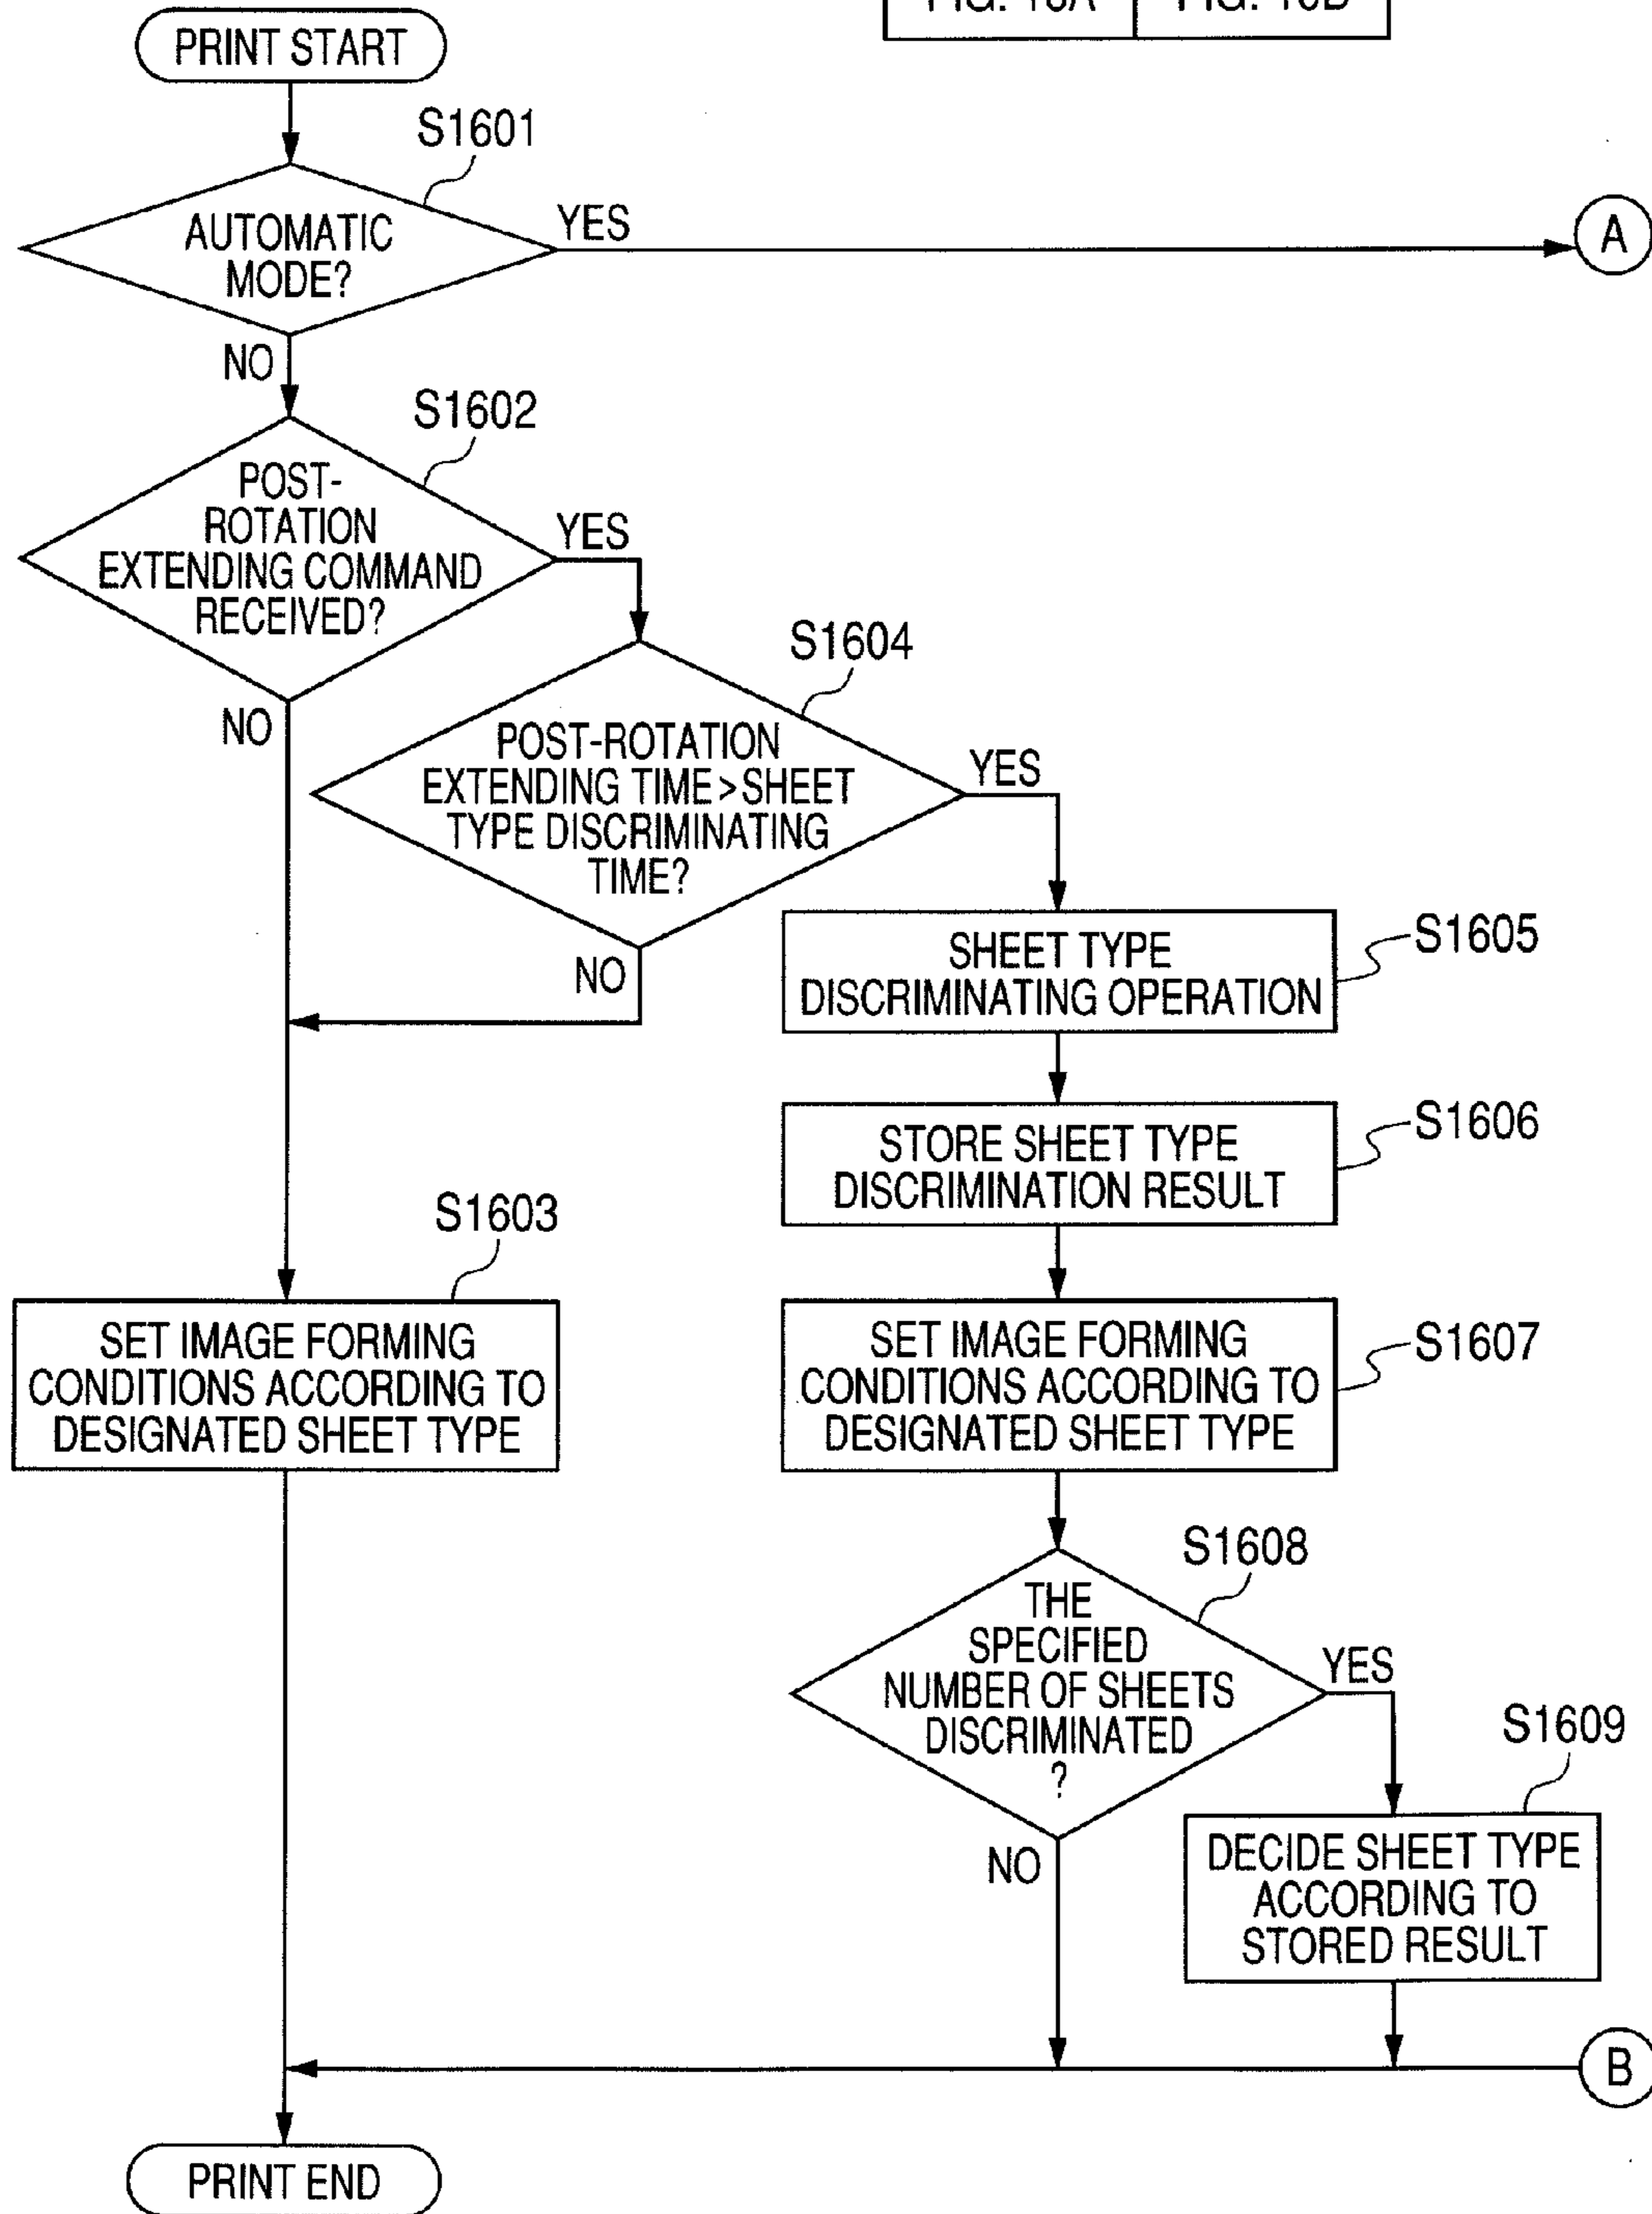 PRINT START
S1601
AUTOMATIC
MODE?
YES
A
NO
S1602
POST-
ROTATION
EXTENDING COMMAND
RECEIVED?
YES
NO
S1604
POST-ROTATION
EXTENDING TIME>SHEET
TYPE DISCRIMINATING
TIME?
YES
NO
SHEET TYPE
DISCRIMINATING OPERATION
S1605
STORE SHEET TYPE
DISCRIMINATION RESULT
S1606
S1603
SET IMAGE FORMING
CONDITIONS ACCORDING TO
DESIGNATED SHEET TYPE
SET IMAGE FORMING
CONDITIONS ACCORDING TO
DESIGNATED SHEET TYPE
S1607
S1608
THE
SPECIFIED
NUMBER OF SHEETS
DISCRIMINATED
?
YES
NO
S1609
DECIDE SHEET TYPE
ACCORDING TO
STORED RESULT
B
PRINT END